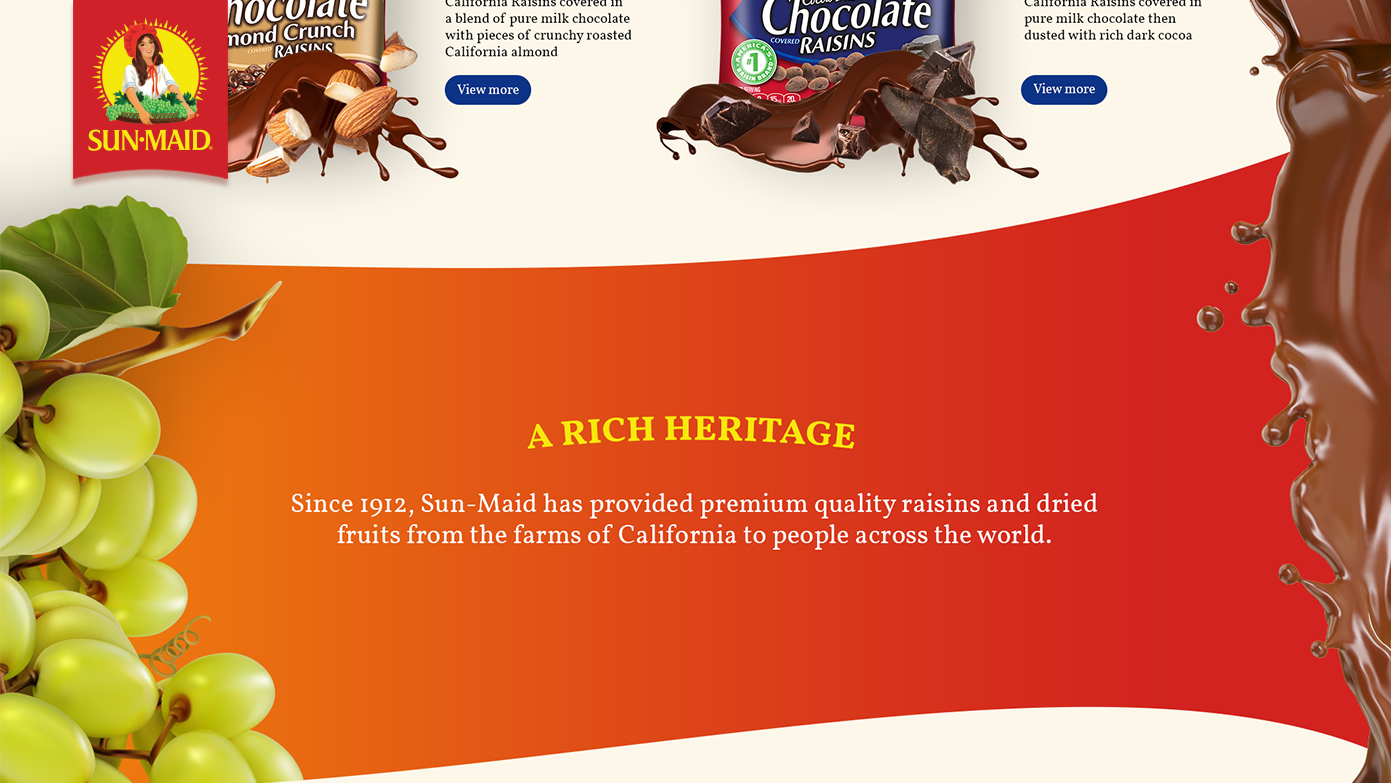 Chocolate
mond Crunch
COVERED RAISINS
California Raisins covered in
a blend of pure milk chocolate
with pieces of crunchy roasted
California almond
View more
Chocolate
COVERED RAISINS
AMERICA'S
#1
RAISIN BRAND
California Raisins covered in
pure milk chocolate then
dusted with rich dark cocoa
View more
SUN-MAID®
A RICH HERITAGE
Since 1912, Sun-Maid has provided premium quality raisins and dried
fruits from the farms of California to people across the world.